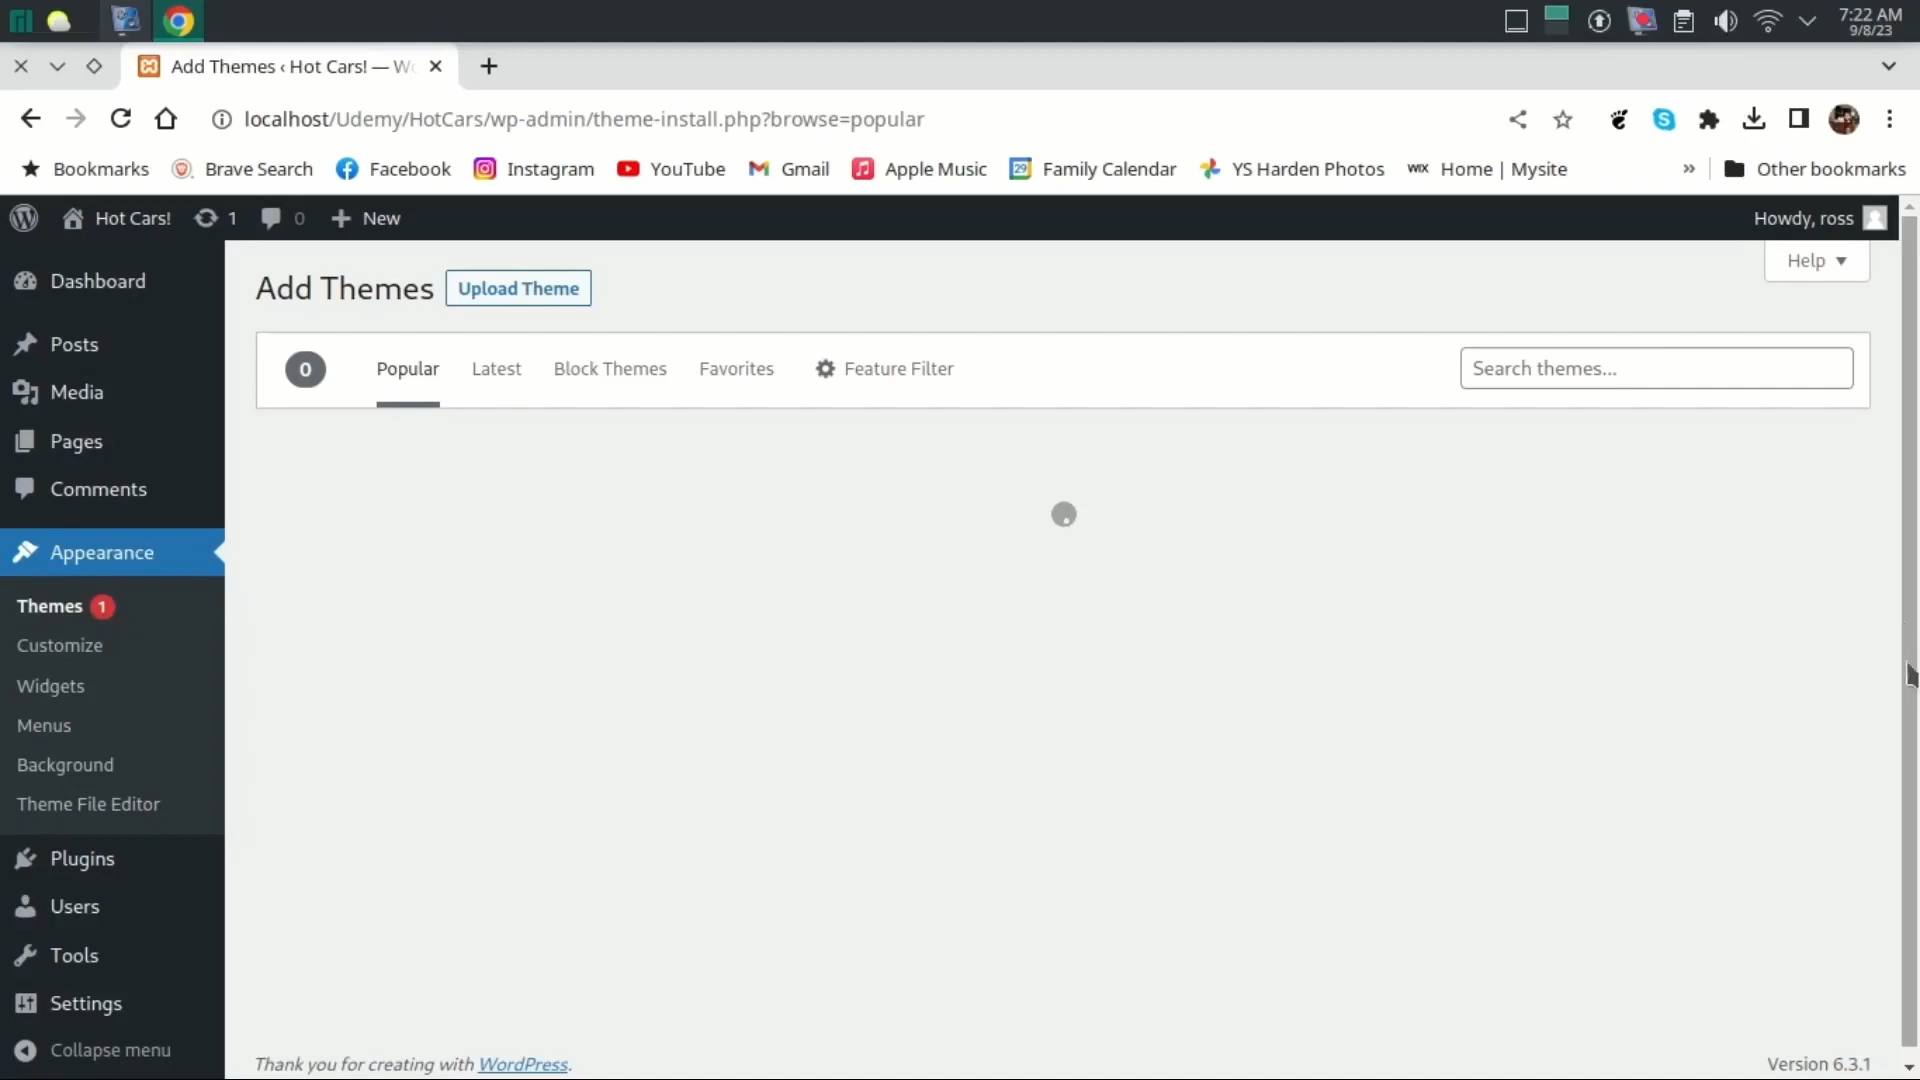 7:22 AM
9/8/23
Add Themes ‹ Hot Cars! — Wo
localhost/Udemy/HotCars/wp-admin/theme-install.php?browse=popular
Bookmarks Brave Search Facebook Instagram YouTube Gmail Apple Music Family Calendar YS Harden Photos WIX Home | Mysite » Other bookmarks
Hot Cars! 1 0 + New Howdy, ross
Help
Add Themes Upload Theme
0 Popular Latest Block Themes Favorites Feature Filter Search themes...
Dashboard
Posts
Media
Pages
Comments
Appearance
Themes 1
Customize
Widgets
Menus
Background
Theme File Editor
Plugins
Users
Tools
Settings
Collapse menu
Thank you for creating with WordPress. Version 6.3.1